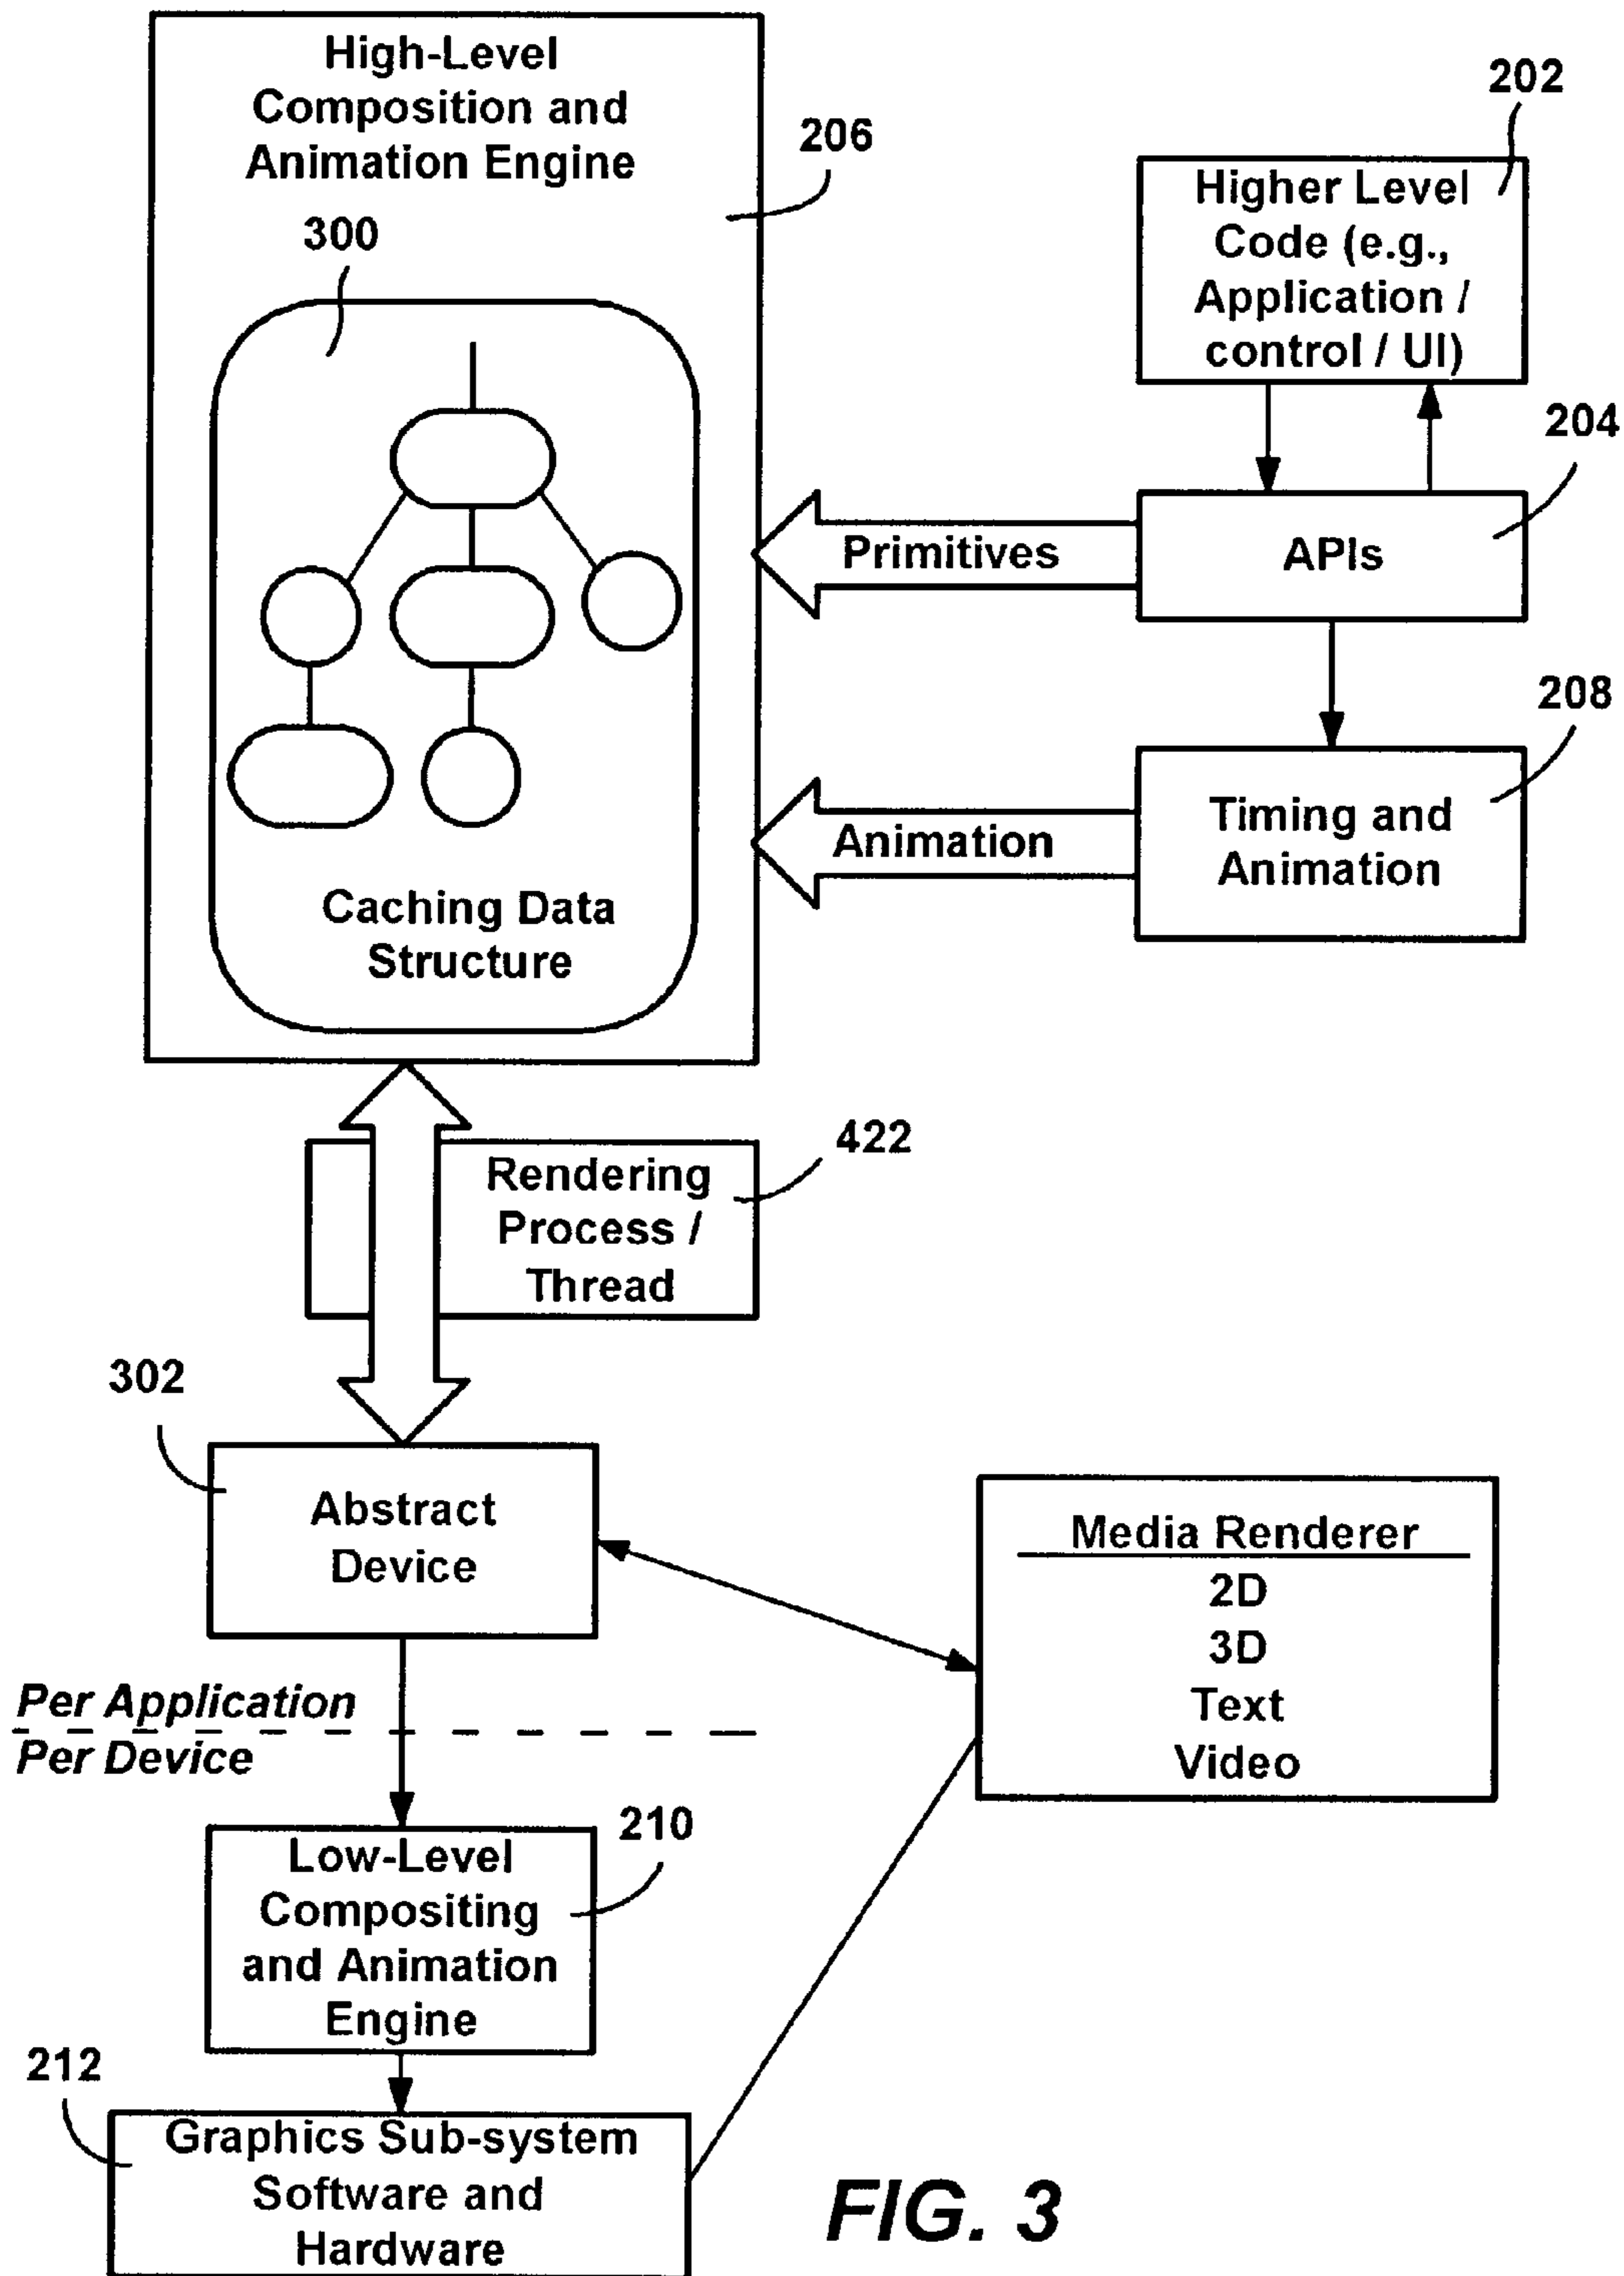 High-Level
Composition and
Animation Engine
206
300
Caching Data
Structure
202
Higher Level
Code (e.g.,
Application /
control / UI)
204
Primitives
APIs
208
Animation
Timing and
Animation
422
Rendering
Process /
Thread
302
Abstract
Device
Media Renderer
2D
3D
Text
Video
Per Application
Per Device
210
Low-Level
Compositing
and Animation
Engine
212
Graphics Sub-system
Software and
Hardware
FIG. 3